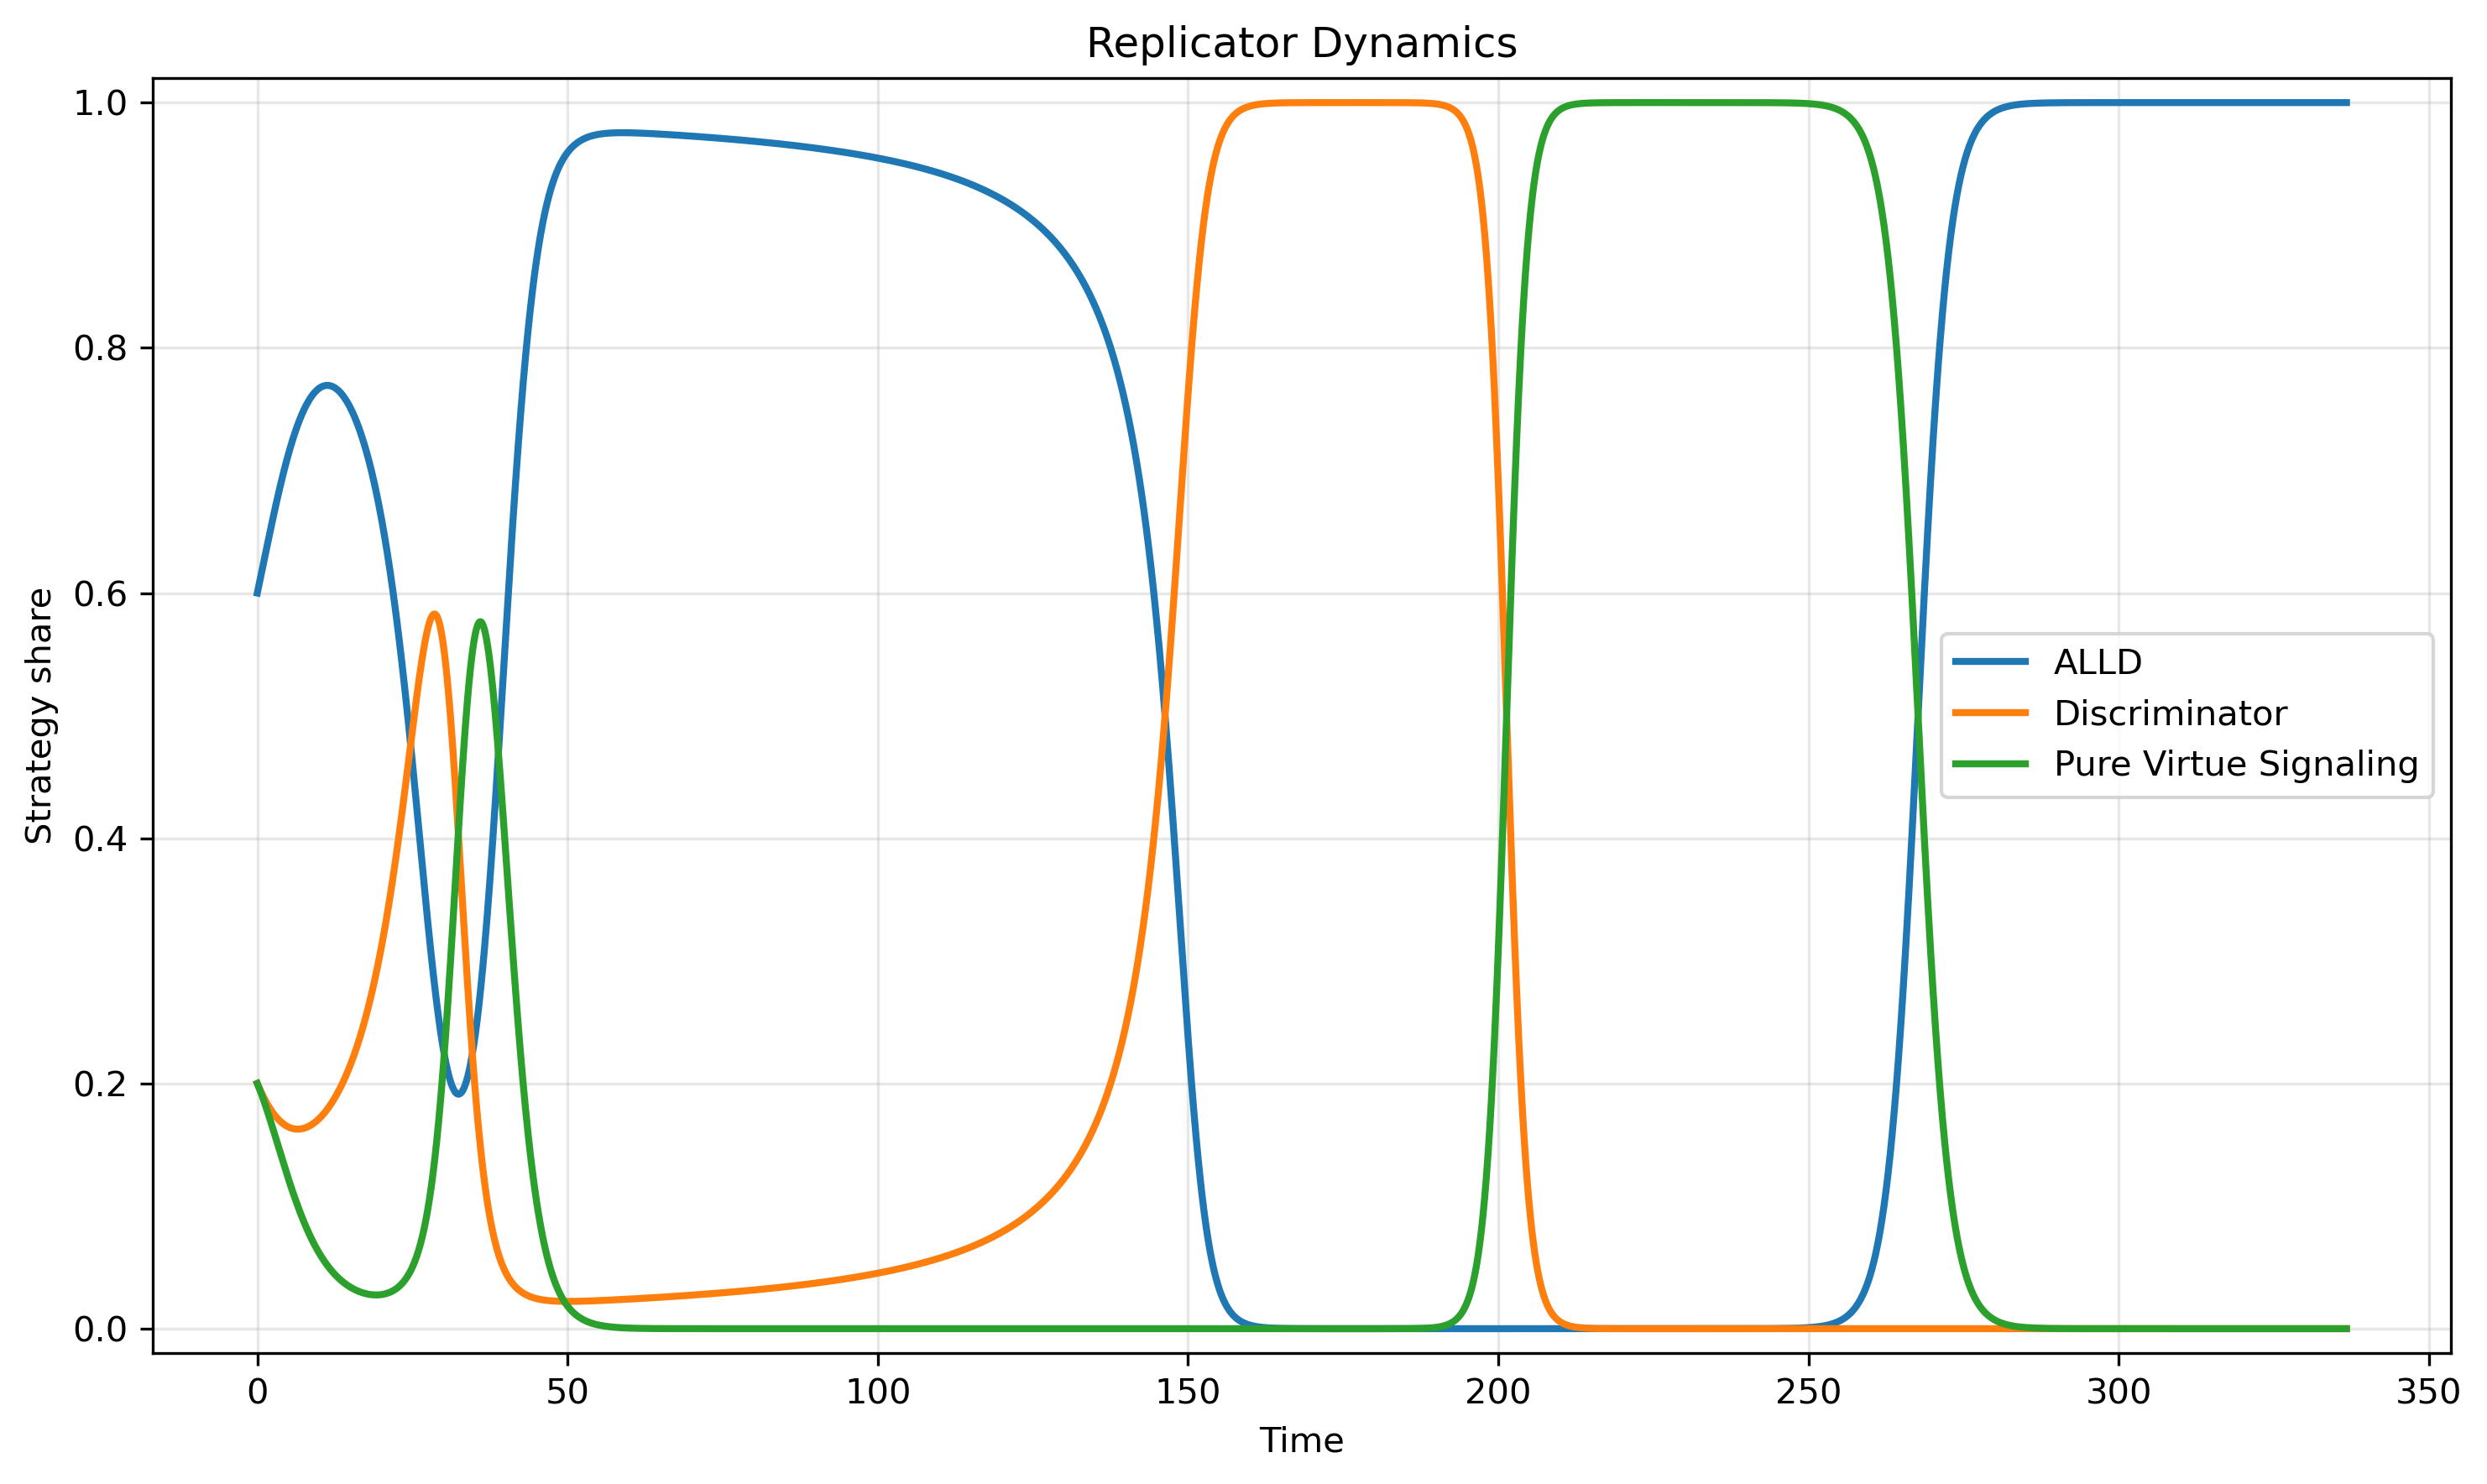 Replicator Dynamics
Strategy share
1.0
0.8
0.6
0.4
0.2
0.0
ALLD
Discriminator
Pure Virtue Signaling
0 50 100 150 200 250 300 350
Time